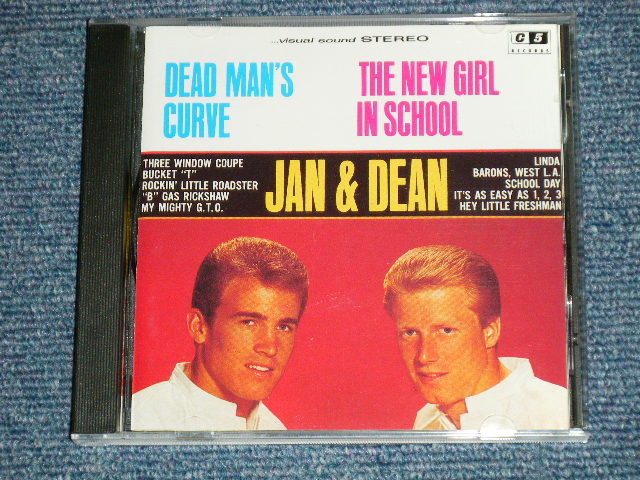 ...visual sound STEREO
C 5
RECORDS
DEAD MAN'S
CURVE
THE NEW GIRL
IN SCHOOL
THREE WINDOW COUPE
BUCKET "T"
ROCKIN' LITTLE ROADSTER
"B" GAS RICKSHAW
MY MIGHTY G.T.O.
JAN & DEAN
LINDA
BARONS, WEST L.A.
SCHOOL DAY
IT'S AS EASY AS 1, 2, 3
HEY LITTLE FRESHMAN